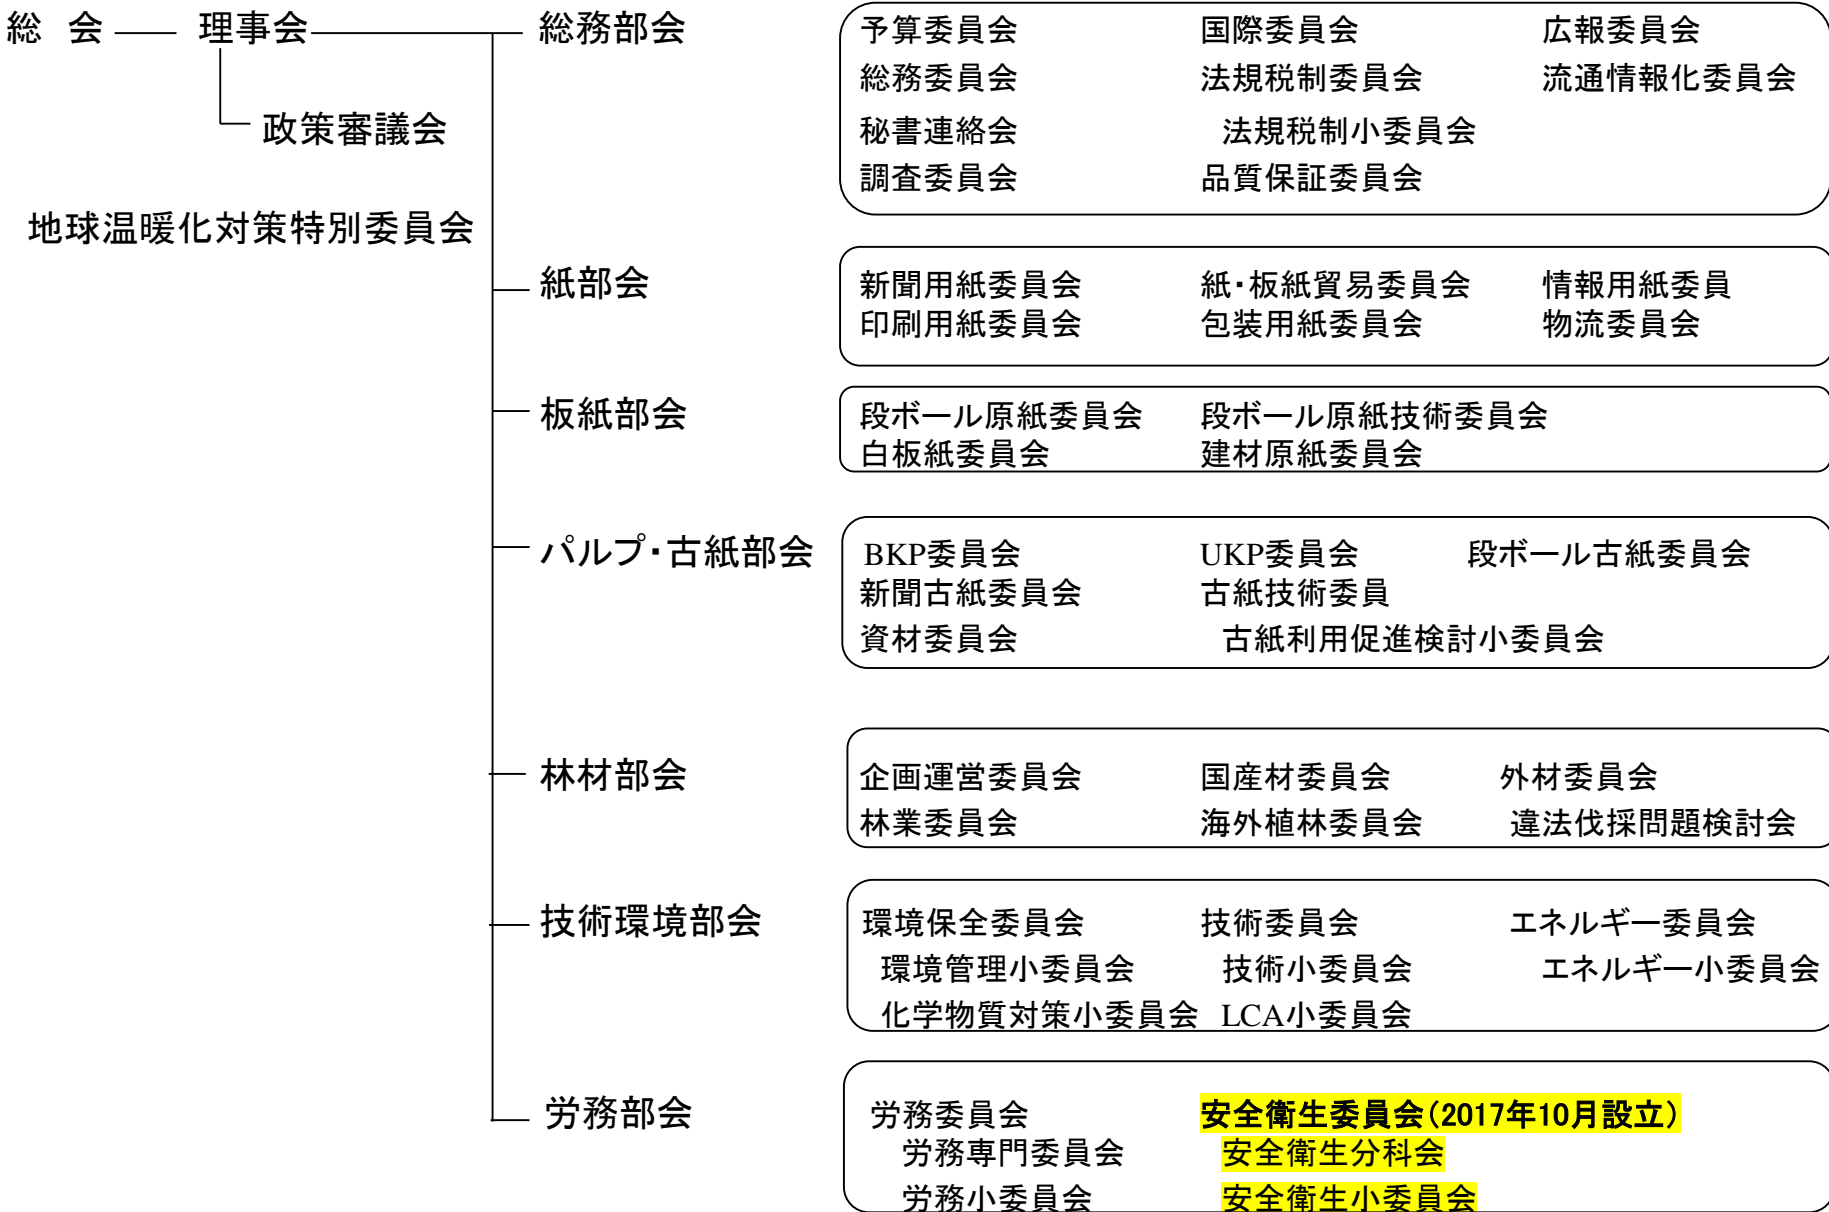 総　会　理事会　総務部会　予算委員会　国際委員会　広報委員会
総務委員会　法規税制委員会　流通情報化委員会
政策審議会　秘書連絡会　法規税制小委員会
調査委員会　品質保証委員会
地球温暖化対策特別委員会
紙部会　新聞用紙委員会　紙・板紙貿易委員会　情報用紙委員
印刷用紙委員会　包装用紙委員会　物流委員会
板紙部会　段ボール原紙委員会　段ボール原紙技術委員会
白板紙委員会　建材原紙委員会
パルプ・古紙部会　BKP委員会　UKP委員会　段ボール古紙委員会
新聞古紙委員会　古紙技術委員
資材委員会　古紙利用促進検討小委員会
林材部会　企画運営委員会　国産材委員会　外材委員会
林業委員会　海外植林委員会　違法伐採問題検討会
技術環境部会　環境保全委員会　技術委員会　エネルギー委員会
環境管理小委員会　技術小委員会　エネルギー小委員会
化学物質対策小委員会　LCA小委員会
労務部会　労務委員会　安全衛生委員会（2017年10月設立）
労務専門委員会　安全衛生分科会
労務小委員会　安全衛生小委員会